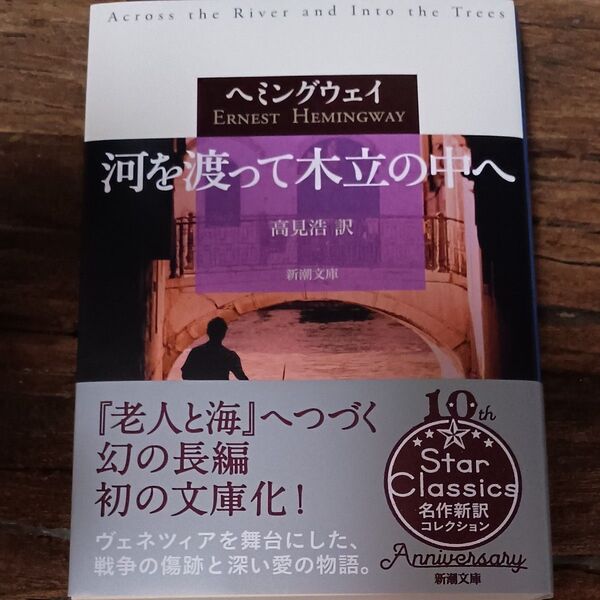 Across the River and Into the Trees
ヘミングウェイ
ERNEST HEMINGWAY
河を渡って木立の中へ
高見浩 訳
新潮文庫
『老人と海』へつづく
幻の長編
初の文庫化!
ヴェネツィアを舞台にした、
戦争の傷跡と深い愛の物語。
10th
Star
Classics
名作新訳
コレクション
Anniversary
新潮文庫